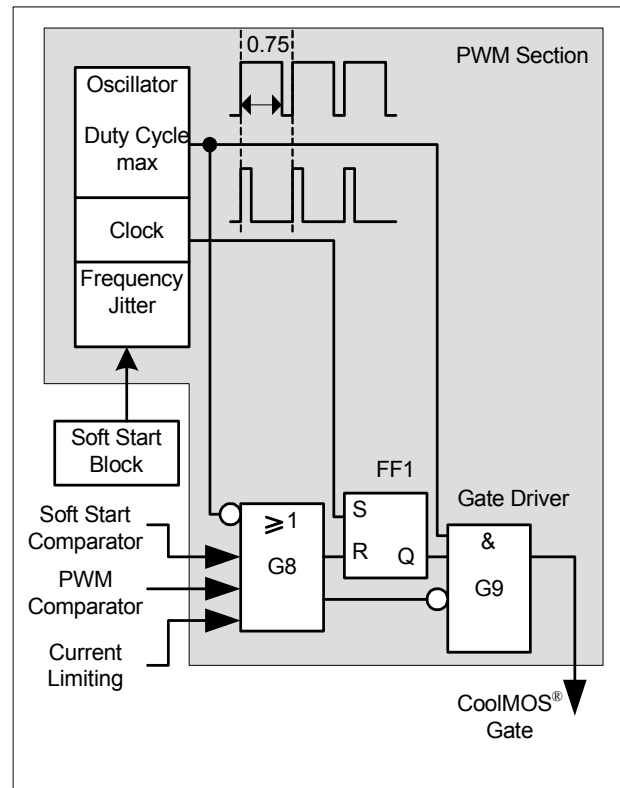 0.75
PWM Section
Oscillator
Duty Cycle
max
Clock
Frequency
Jitter
Soft Start
Block
FF1
Gate Driver
Soft Start
Comparator
PWM
Comparator
Current
Limiting
≥1
G8
S
R
Q
&
G9
CoolMOS®
Gate